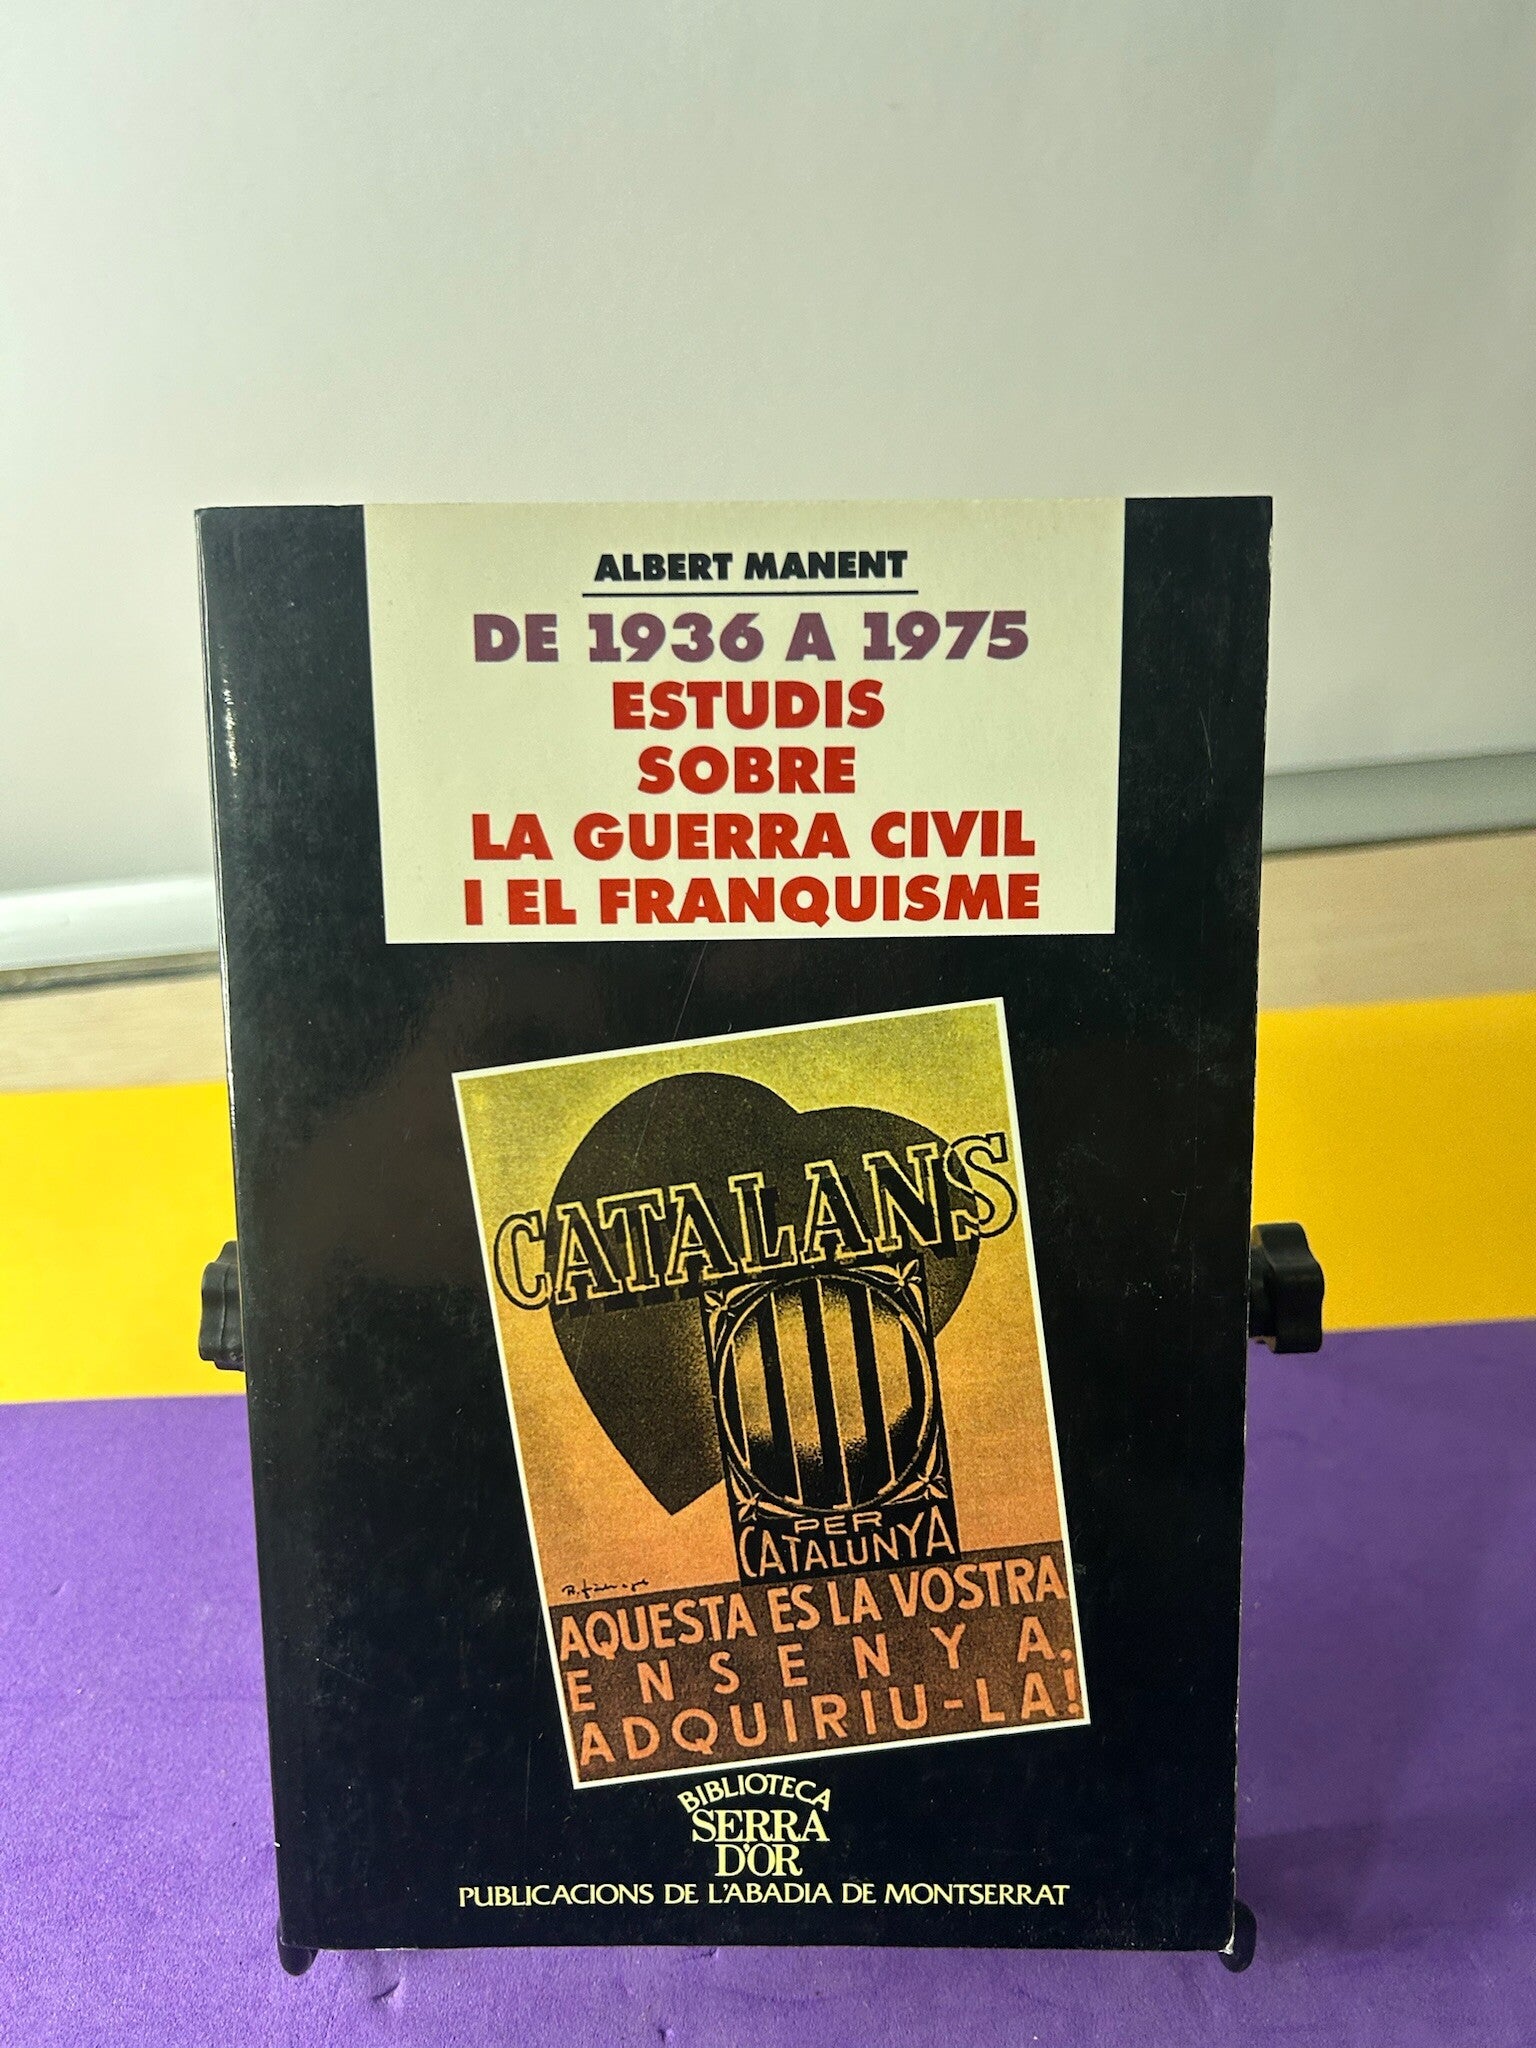 ALBERT MANENT
DE 1936 A 1975
ESTUDIS
SOBRE
LA GUERRA CIVIL
I EL FRANQUISME
CATALANS
PER
CATALUNYA
AQUESTA ES LA VOSTRA
ENSENYA,
ADQUIRIU-LA!
BIBLIOTECA
SERRA
D'OR
PUBLICACIONS DE L'ABADIA DE MONTSERRAT